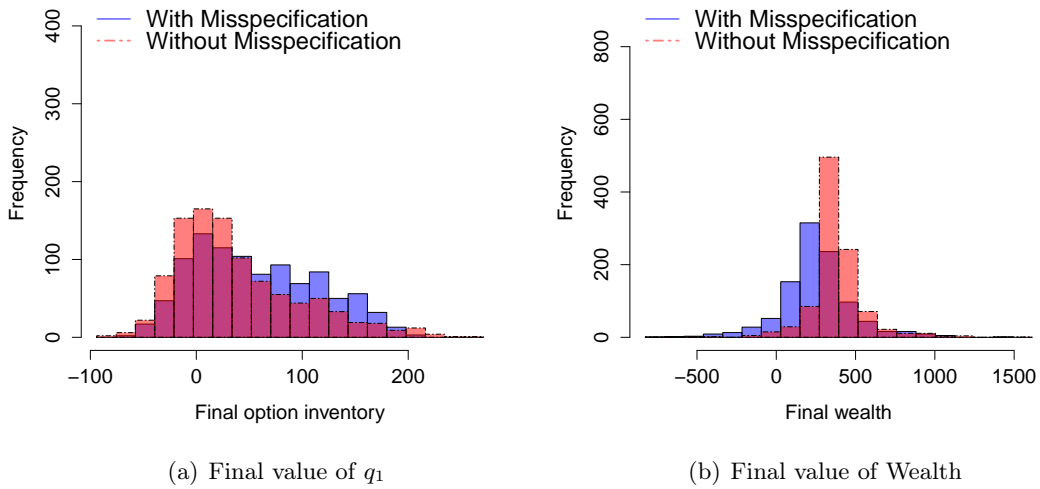 With Misspecification
Without Misspecification
Frequency
0 100 200 300 400
−100 0 100 200
Final option inventory
(a) Final value of q1
With Misspecification
Without Misspecification
Frequency
0 200 400 600 800
−500 0 500 1000 1500
Final wealth
(b) Final value of Wealth